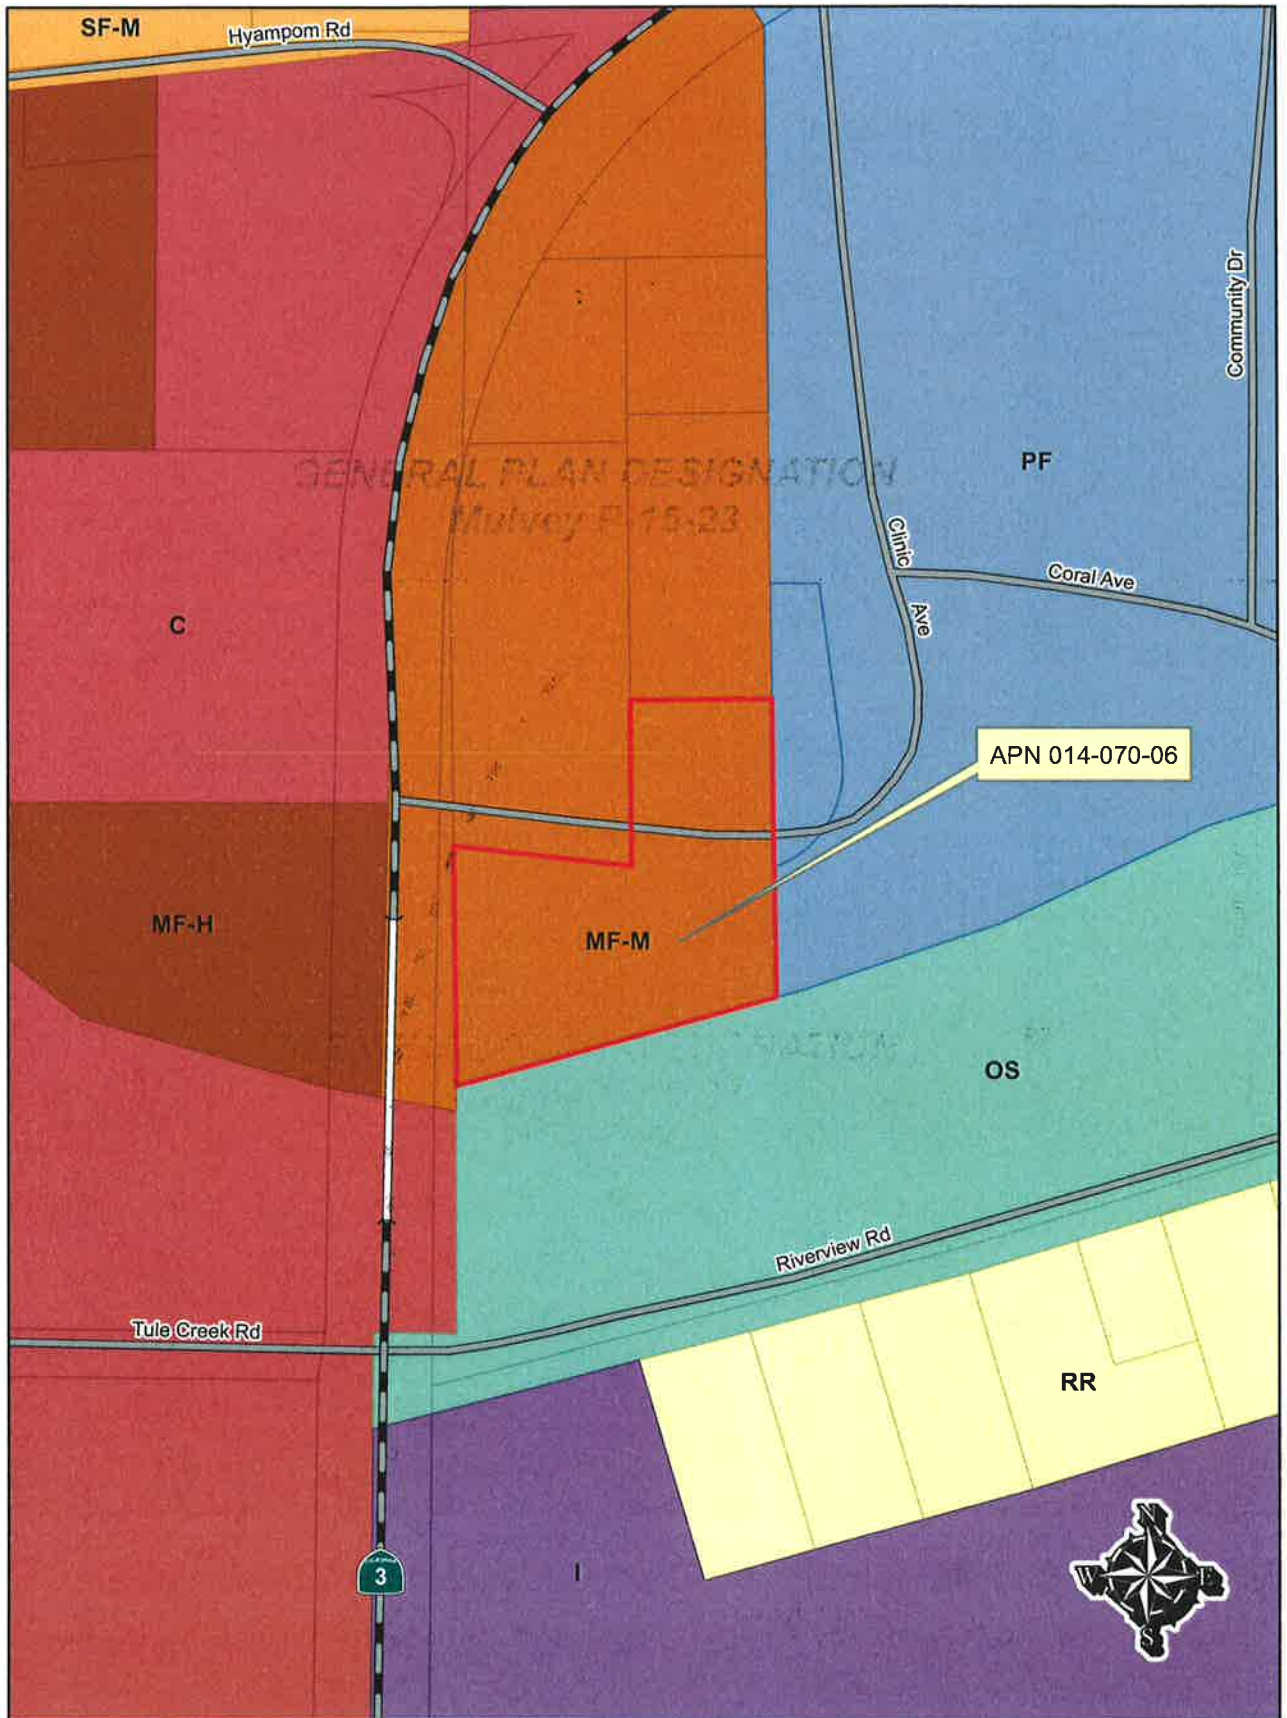 SF-M
Hyampom Rd
Community Dr
GENERAL PLAN DESIGNATION
Mulvey P-15-23
PF
Clinic
Ave
Coral Ave
C
APN 014-070-06
MF-H
MF-M
OS
Riverview Rd
Tule Creek Rd
RR
3
I
N
W
E
S